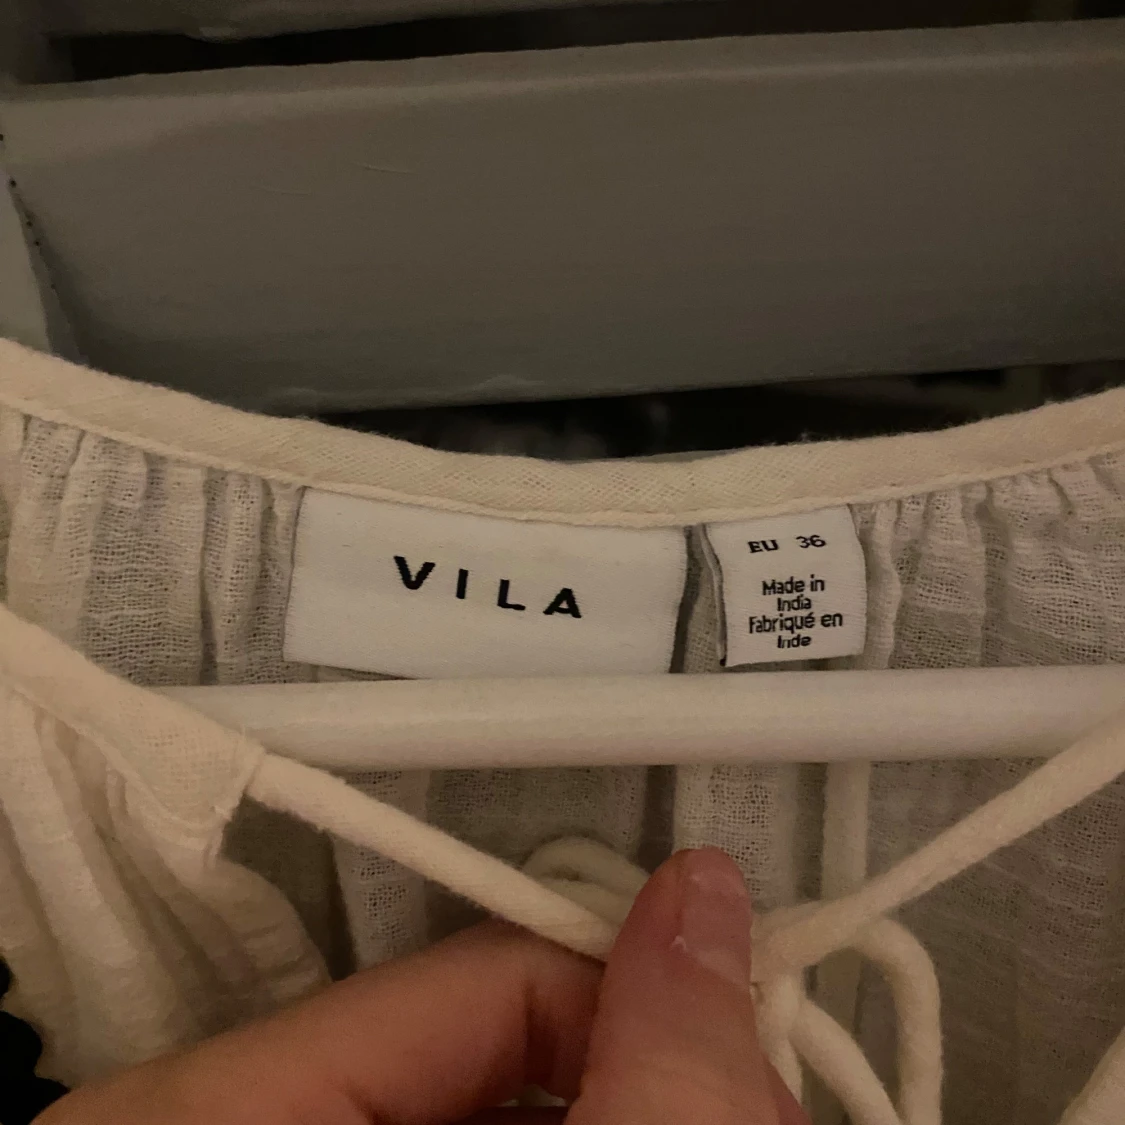 VILA
EU 36
Made in
India
Fabriqué en
Inde